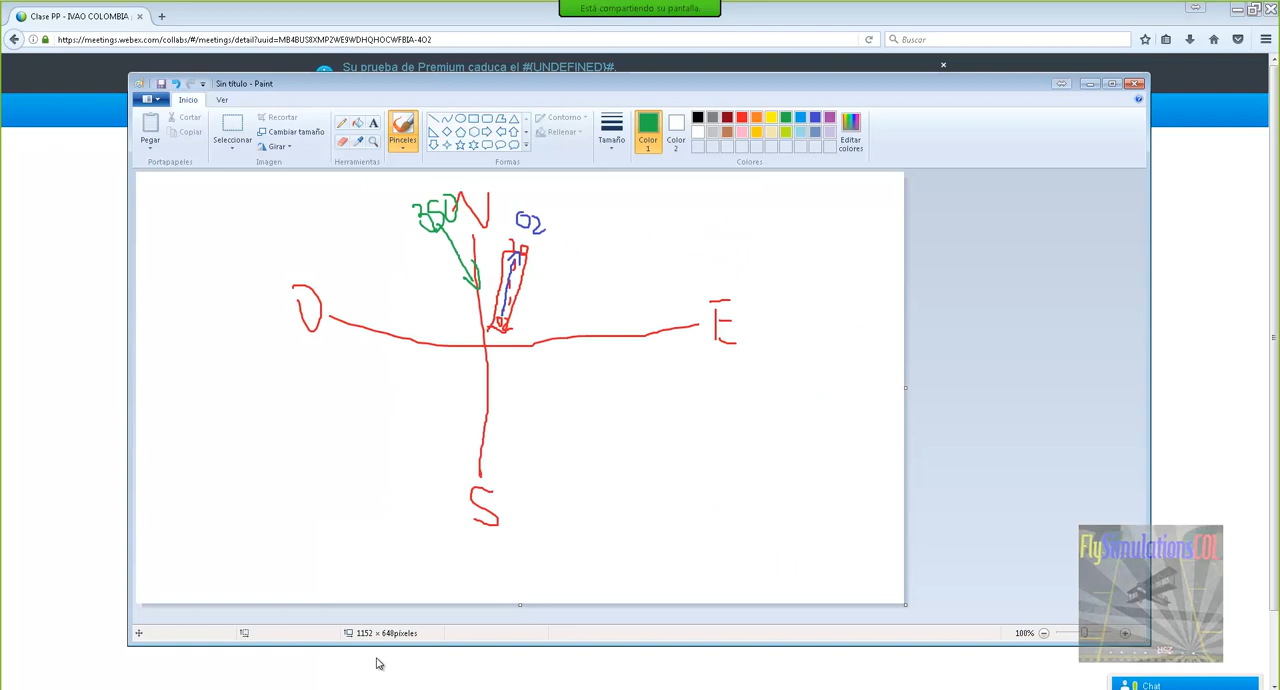 Está compartiendo su pantalla.
Clase PP - IVAO COLOMBIA
https://meetings.webex.com/collabs/#/meetings/detail?uuid=MB4BUS8XMP2WE9WDHQHOCWFBIA-4O2
Buscar
Su prueba de Premium caduca el #{UNDEFINED}#.
Sin título - Paint
Inicio
Ver
Pegar
Cortar
Copiar
Portapapeles
Seleccionar
Recortar
Cambiar tamaño
Girar
Imagen
Herramientas
Pinceles
Contorno
Rellenar
Formas
Tamaño
Color 1
Color 2
Editar colores
Colores
350
N
02
O
E
02
S
FlySimulationsCOL
1152 × 648píxeles
100%
Chat